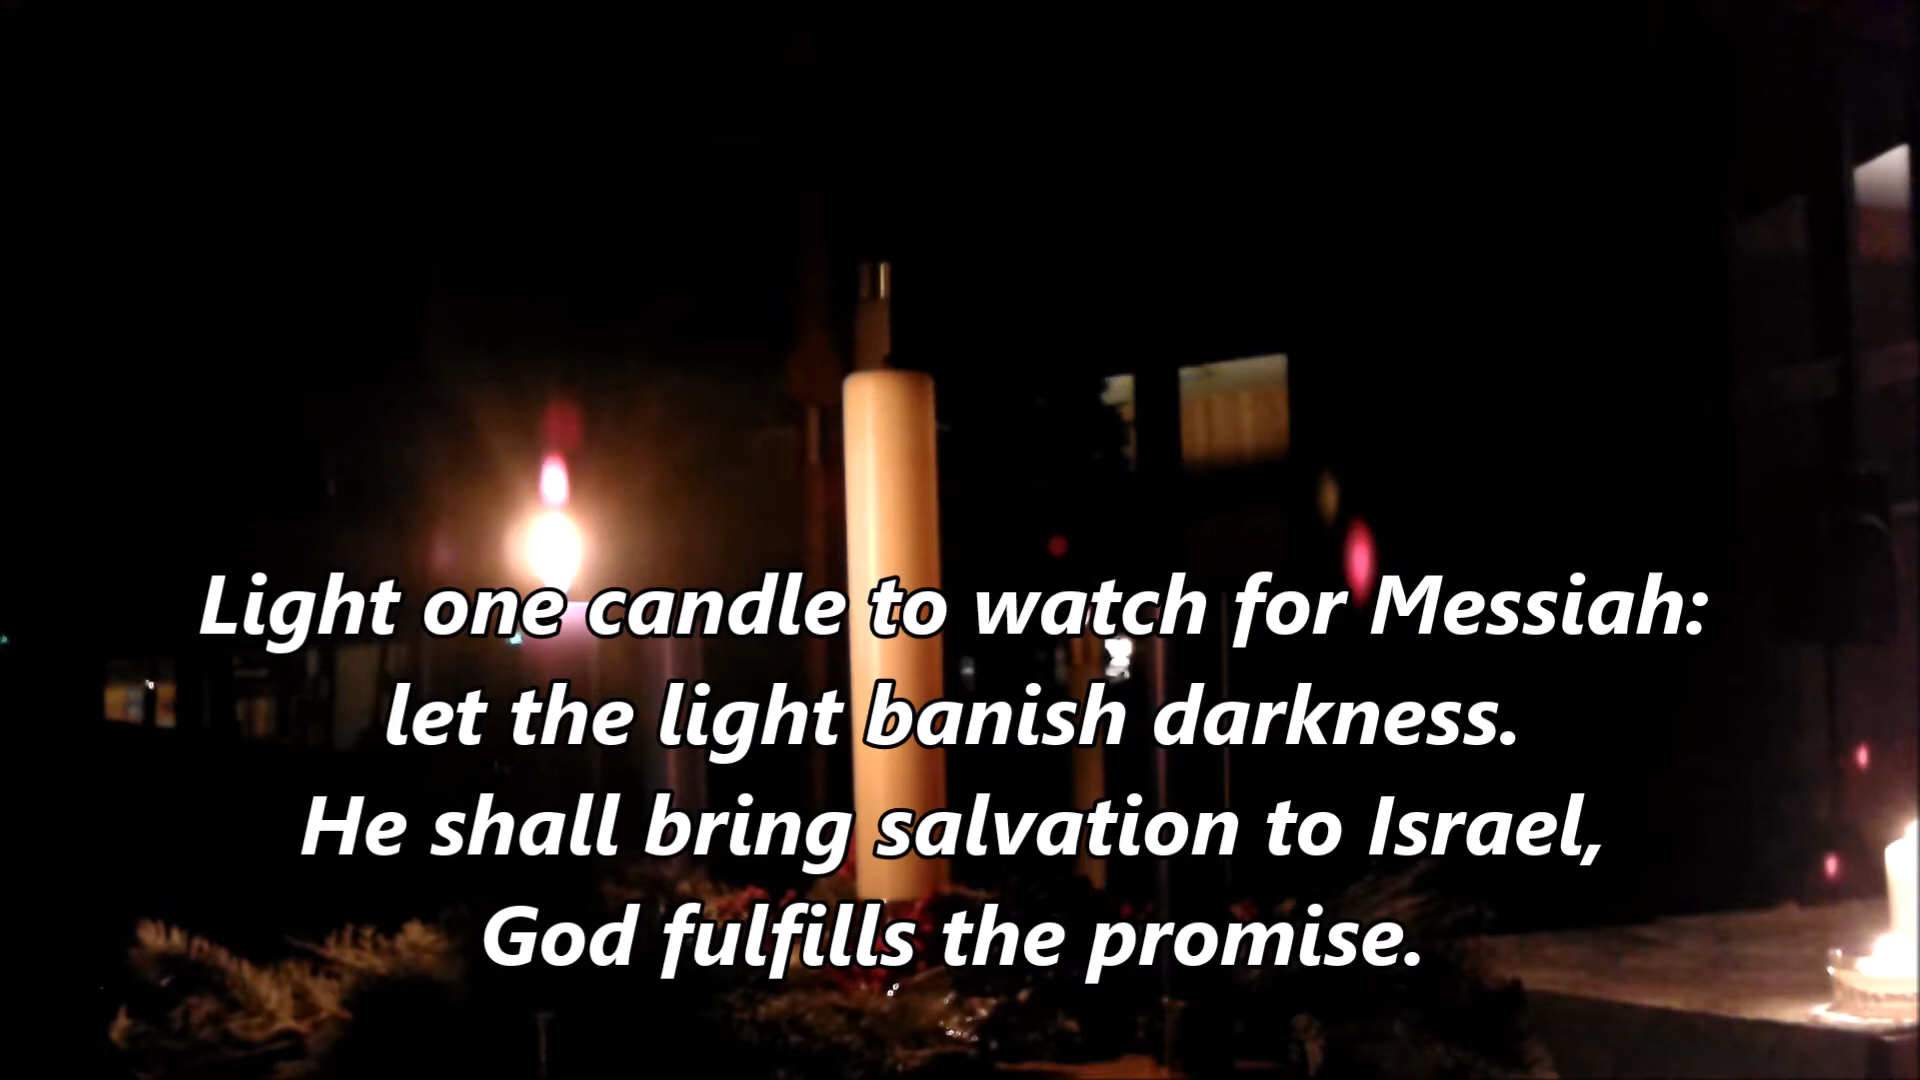 Light one candle to watch for Messiah:
let the light banish darkness.
He shall bring salvation to Israel,
God fulfills the promise.